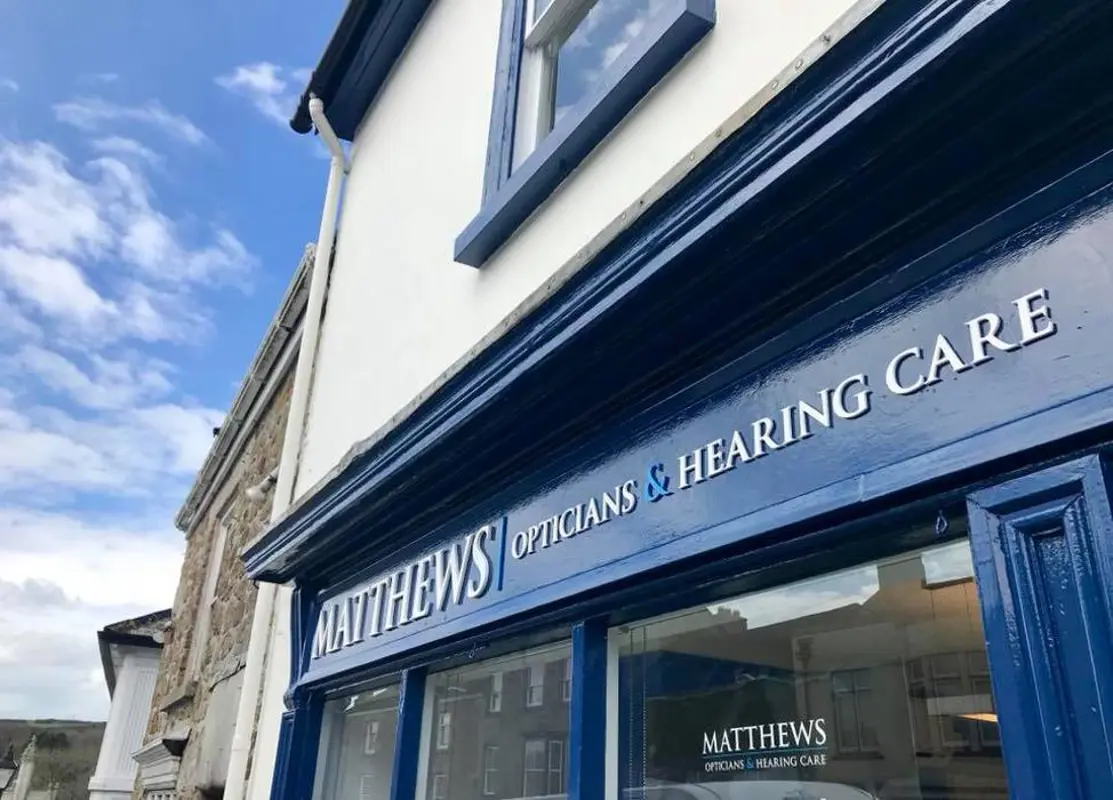 MATTHEWS | OPTICIANS & HEARING CARE
MATTHEWS
OPTICIANS & HEARING CARE